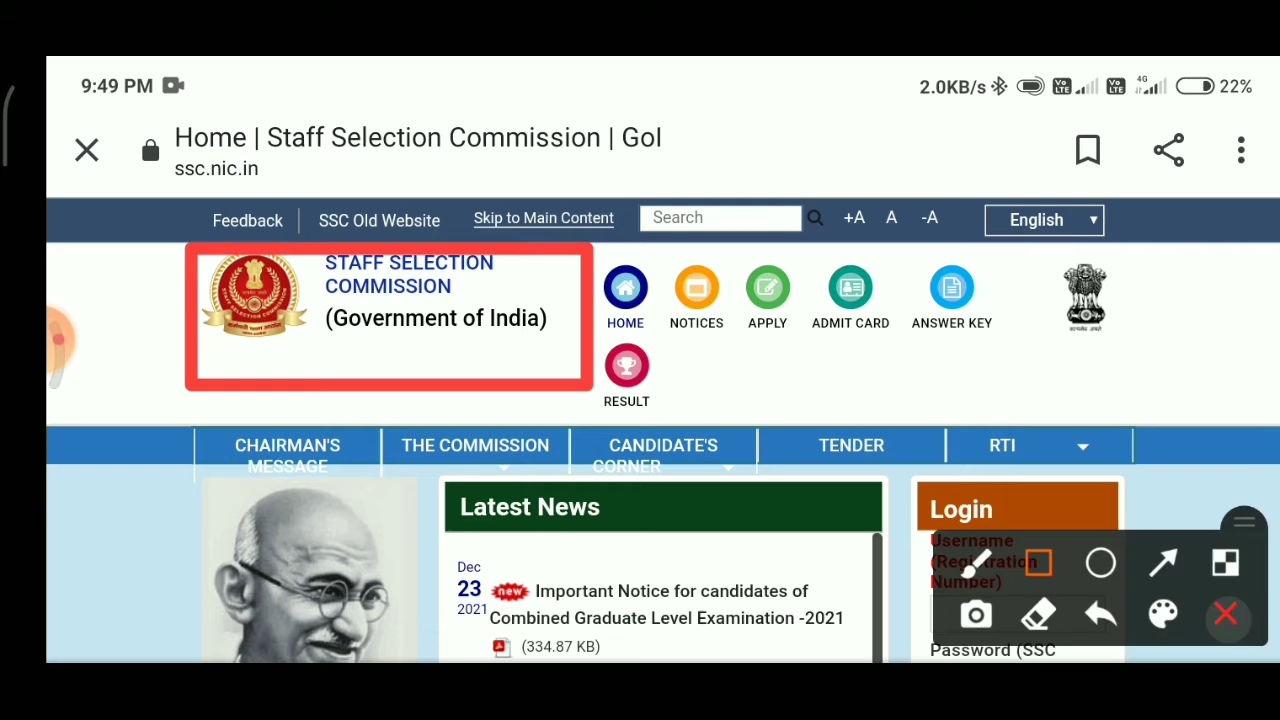 9:49 PM
2.0KB/s
4G
22%
Home | Staff Selection Commission | GoI
ssc.nic.in
Feedback
SSC Old Website
Skip to Main Content
Search
+A A -A
English
STAFF SELECTION
COMMISSION
(Government of India)
HOME
NOTICES
APPLY
ADMIT CARD
ANSWER KEY
RESULT
CHAIRMAN'S
MESSAGE
THE COMMISSION
CANDIDATE'S
CORNER
TENDER
RTI
Latest News
Dec
23
2021
new Important Notice for candidates of
Combined Graduate Level Examination -2021
(334.87 KB)
Login
Username
(Registration
Number)
Password (SSC